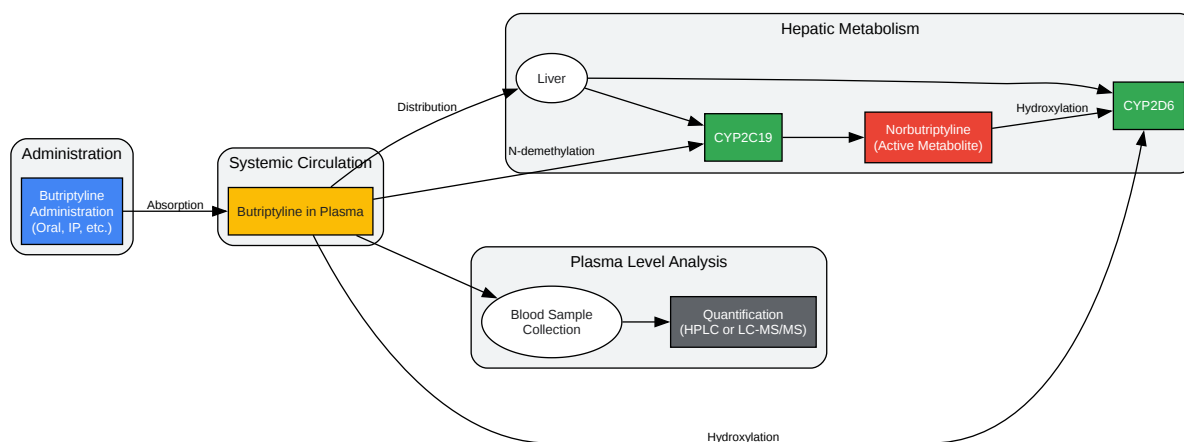 Hepatic Metabolism
Liver
Distribution
CYP2D6
Hydroxylation
CYP2C19
Norbutriptyline
(Active Metabolite)
N-demethylation
Administration
Systemic Circulation
Butriptyline
Administration
(Oral, IP, etc.)
Absorption
Butriptyline in Plasma
Plasma Level Analysis
Blood Sample
Collection
Quantification
(HPLC or LC-MS/MS)
Hydroxylation